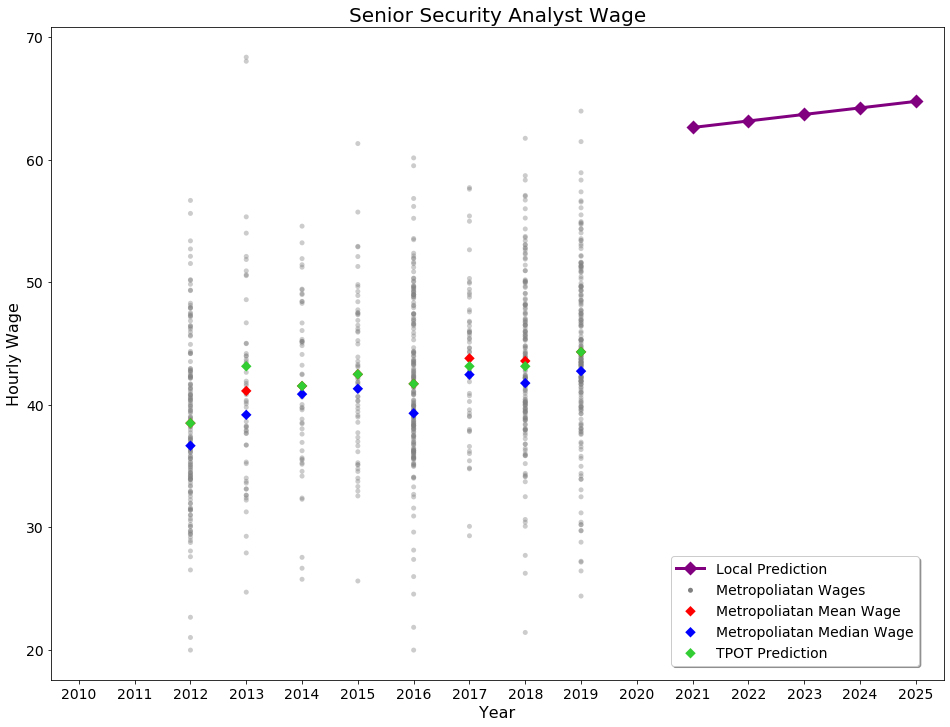 Senior Security Analyst Wage
70
60
50
40
30
20
Hourly Wage
Local Prediction
Metropoliatan Wages
Metropoliatan Mean Wage
Metropoliatan Median Wage
TPOT Prediction
2010 2011 2012 2013 2014 2015 2016 2017 2018 2019 2020 2021 2022 2023 2024 2025
Year